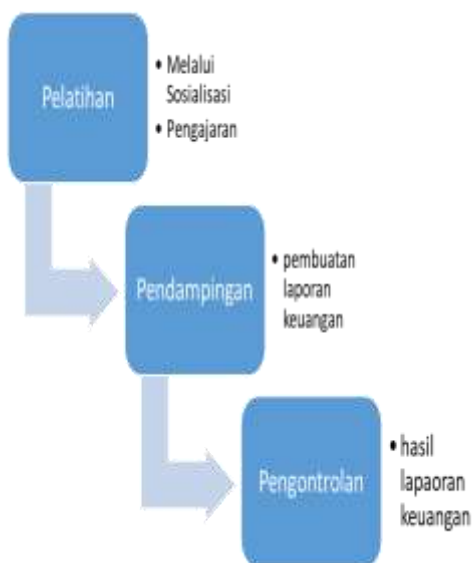 Pelatihan
• Melalui
Sosialisasi
• Pengajaran
Pendampingan
• pembuatan
laporan
keuangan
Pengontrolan
• hasil
lapaoran
keuangan